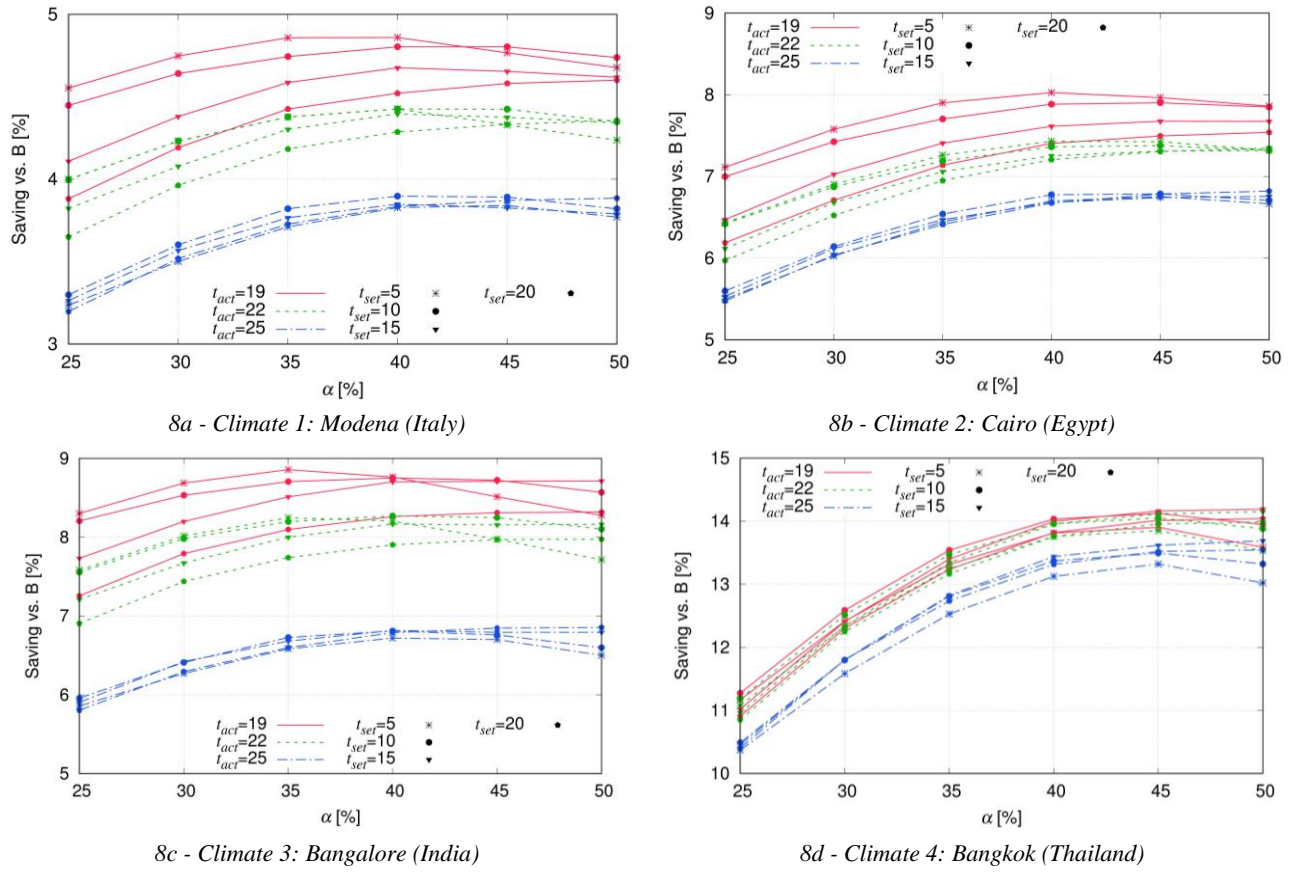 5
4
3
Saving vs. B [%]
t_act=19 t_set=5 t_set=20
t_act=22 t_set=10
t_act=25 t_set=15
25 30 35 40 45 50
α [%]
8a - Climate 1: Modena (Italy)
9
8
7
6
5
Saving vs. B [%]
t_act=19 t_set=5 t_set=20
t_act=22 t_set=10
t_act=25 t_set=15
25 30 35 40 45 50
α [%]
8b - Climate 2: Cairo (Egypt)
9
8
7
6
5
Saving vs. B [%]
t_act=19 t_set=5 t_set=20
t_act=22 t_set=10
t_act=25 t_set=15
25 30 35 40 45 50
α [%]
8c - Climate 3: Bangalore (India)
15
14
13
12
11
10
Saving vs. B [%]
t_act=19 t_set=5 t_set=20
t_act=22 t_set=10
t_act=25 t_set=15
25 30 35 40 45 50
α [%]
8d - Climate 4: Bangkok (Thailand)